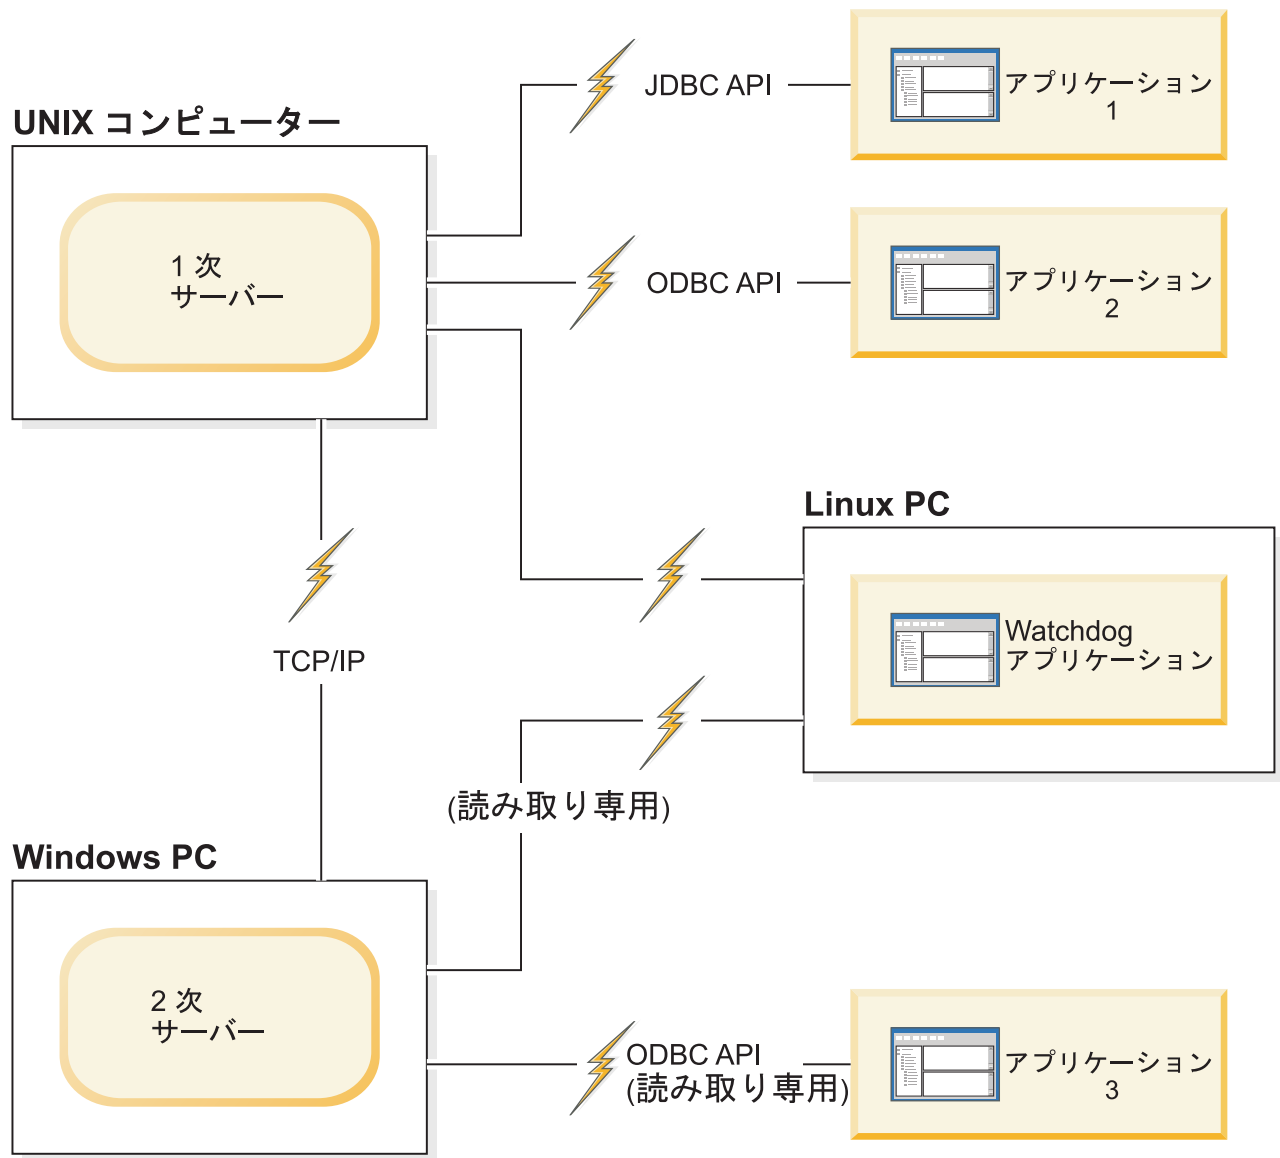 JDBC API
アプリケーション
1
UNIX コンピューター
1 次
サーバー
ODBC API
アプリケーション
2
Linux PC
Watchdog
アプリケーション
TCP/IP
(読み取り専用)
Windows PC
2 次
サーバー
ODBC API
(読み取り専用)
アプリケーション
3